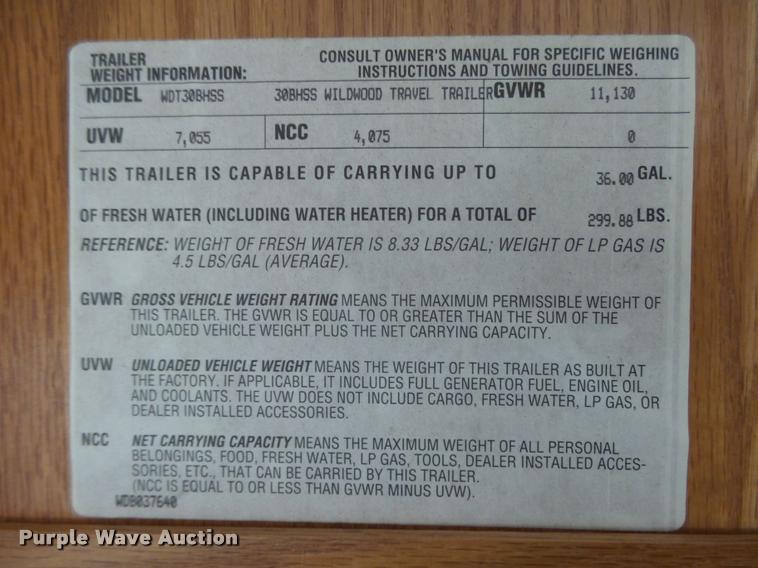 TRAILER
WEIGHT INFORMATION:
CONSULT OWNER'S MANUAL FOR SPECIFIC WEIGHING
INSTRUCTIONS AND TOWING GUIDELINES.
MODEL WDT30BHSS 30BHSS WILDWOOD TRAVEL TRAILER GVWR 11,130
UVW 7,055 NCC 4,075 0
THIS TRAILER IS CAPABLE OF CARRYING UP TO 36.00 GAL.
OF FRESH WATER (INCLUDING WATER HEATER) FOR A TOTAL OF 299.88 LBS.
REFERENCE: WEIGHT OF FRESH WATER IS 8.33 LBS/GAL; WEIGHT OF LP GAS IS
4.5 LBS/GAL (AVERAGE).
GVWR GROSS VEHICLE WEIGHT RATING MEANS THE MAXIMUM PERMISSIBLE WEIGHT OF
THIS TRAILER. THE GVWR IS EQUAL TO OR GREATER THAN THE SUM OF THE
UNLOADED VEHICLE WEIGHT PLUS THE NET CARRYING CAPACITY.
UVW UNLOADED VEHICLE WEIGHT MEANS THE WEIGHT OF THIS TRAILER AS BUILT AT
THE FACTORY. IF APPLICABLE, IT INCLUDES FULL GENERATOR FUEL, ENGINE OIL,
AND COOLANTS. THE UVW DOES NOT INCLUDE CARGO, FRESH WATER, LP GAS, OR
DEALER INSTALLED ACCESSORIES.
NCC NET CARRYING CAPACITY MEANS THE MAXIMUM WEIGHT OF ALL PERSONAL
BELONGINGS, FOOD, FRESH WATER, LP GAS, TOOLS, DEALER INSTALLED ACCES-
SORIES, ETC., THAT CAN BE CARRIED BY THIS TRAILER.
(NCC IS EQUAL TO OR LESS THAN GVWR MINUS UVW).
WDB037640
Purple Wave Auction